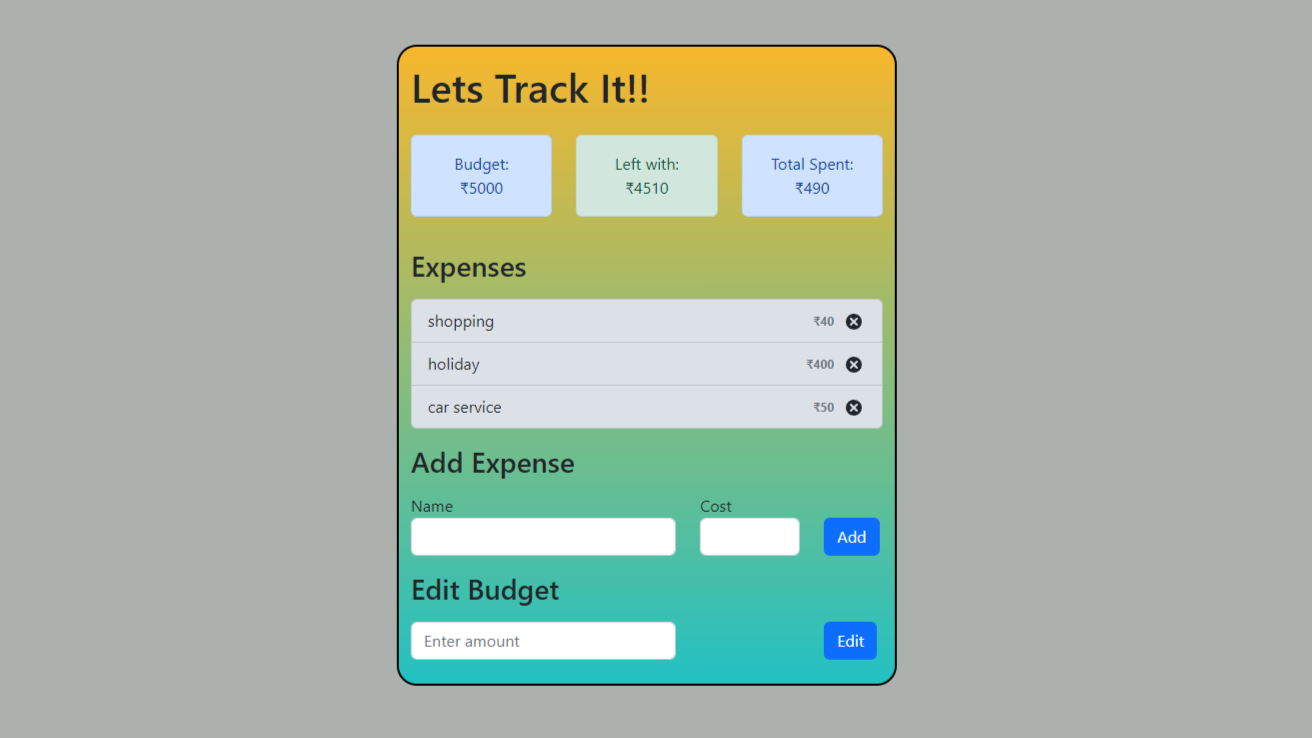 Lets Track It!!
Budget: Left with: Total Spent:
₹5000 ₹4510 ₹490
Expenses
shopping ₹40
holiday ₹400
car service ₹50
Add Expense
Name Cost
Add
Edit Budget
Enter amount Edit